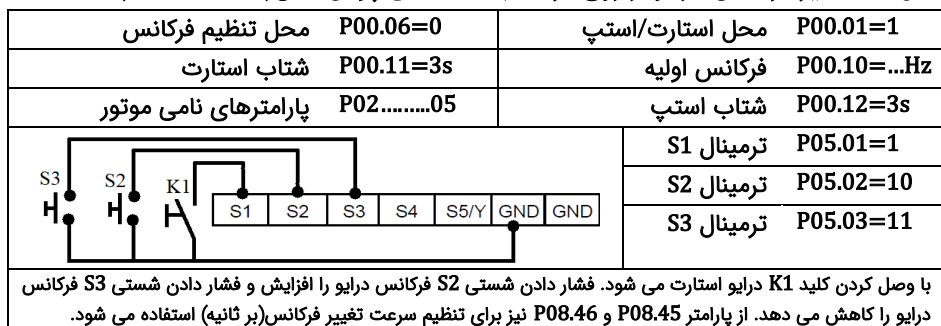 P00.01=1 محل استارت/استپ P00.06=0 محل تنظیم فرکانس
P00.10=...Hz فرکانس اولیه P00.11=3s شتاب استارت
P00.12=3s شتاب استپ P02.........05 پارامترهای نامی موتور
P05.01=1 ترمینال S1
P05.02=10 ترمینال S2
P05.03=11 ترمینال S3
S3 S2 K1
S1 S2 S3 S4 S5/Y GND GND
با وصل کردن کلید K1 درایو استارت می شود. فشار دادن شستی S2 فرکانس درایو را افزایش و فشار دادن شستی S3 فرکانس
درایو را کاهش می دهد. از پارامتر P08.45 و P08.46 نیز برای تنظیم سرعت تغییر فرکانس(بر ثانیه) استفاده می شود.